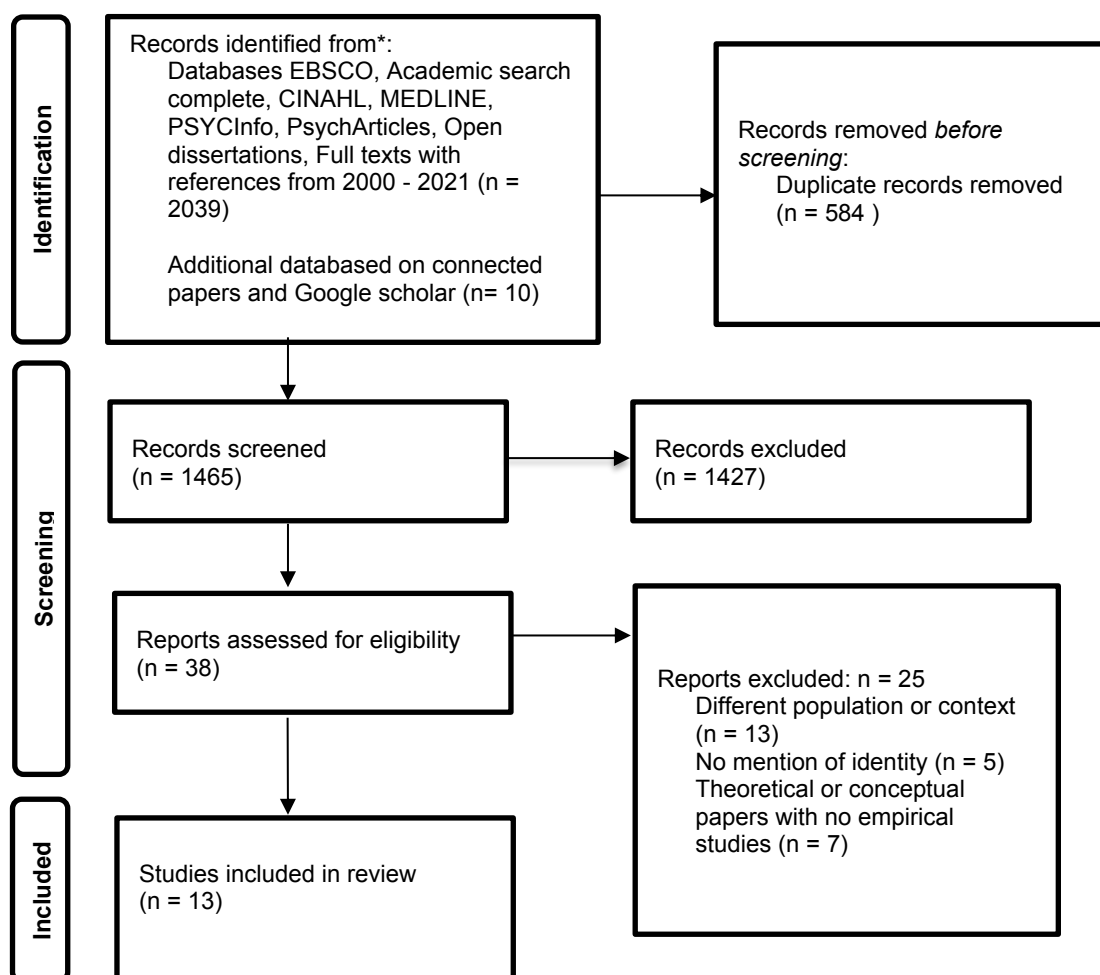 Identification
Records identified from*:
Databases EBSCO, Academic search
complete, CINAHL, MEDLINE,
PSYCInfo, PsychArticles, Open
dissertations, Full texts with
references from 2000 - 2021 (n =
2039)
Additional databased on connected
papers and Google scholar (n= 10)
Records removed before
screening:
Duplicate records removed
(n = 584 )
Screening
Records screened
(n = 1465)
Records excluded
(n = 1427)
Reports assessed for eligibility
(n = 38)
Reports excluded: n = 25
Different population or context
(n = 13)
No mention of identity (n = 5)
Theoretical or conceptual
papers with no empirical
studies (n = 7)
Included
Studies included in review
(n = 13)